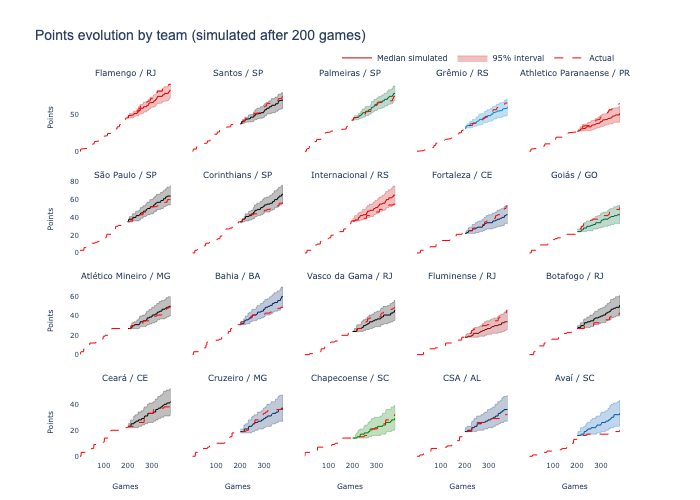 Points evolution by team (simulated after 200 games)
Median simulated 95% interval Actual
Flamengo / RJ Santos / SP Palmeiras / SP Grêmio / RS Athletico Paranaense / PR
Points
50
0
São Paulo / SP Corinthians / SP Internacional / RS Fortaleza / CE Goiás / GO
Points
80
60
40
20
0
Atlético Mineiro / MG Bahia / BA Vasco da Gama / RJ Fluminense / RJ Botafogo / RJ
Points
60
40
20
0
Ceará / CE Cruzeiro / MG Chapecoense / SC CSA / AL Avaí / SC
Points
40
20
0
100 200 300 100 200 300 100 200 300 100 200 300 100 200 300
Games Games Games Games Games